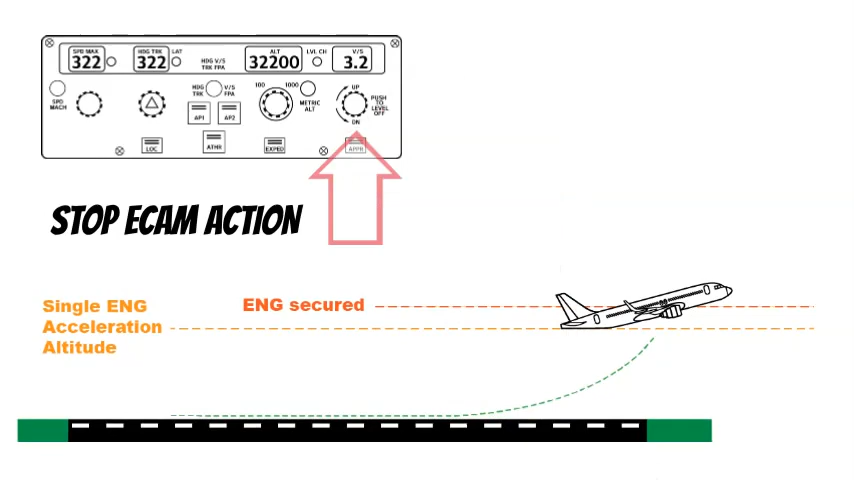 SPD MAX HDG TRK LAT ALT LVL CH V/S
322 322 HDG V/S TRK FPA 32200 3.2
SPD MACH
HDG TRK V/S FPA
100 1000
METRIC ALT
UP
PUSH TO LEVEL OFF
DN
AP1 AP2
LOC ATHR EXPED APPR
STOP ECAM ACTION
Single ENG
Acceleration
Altitude
ENG secured